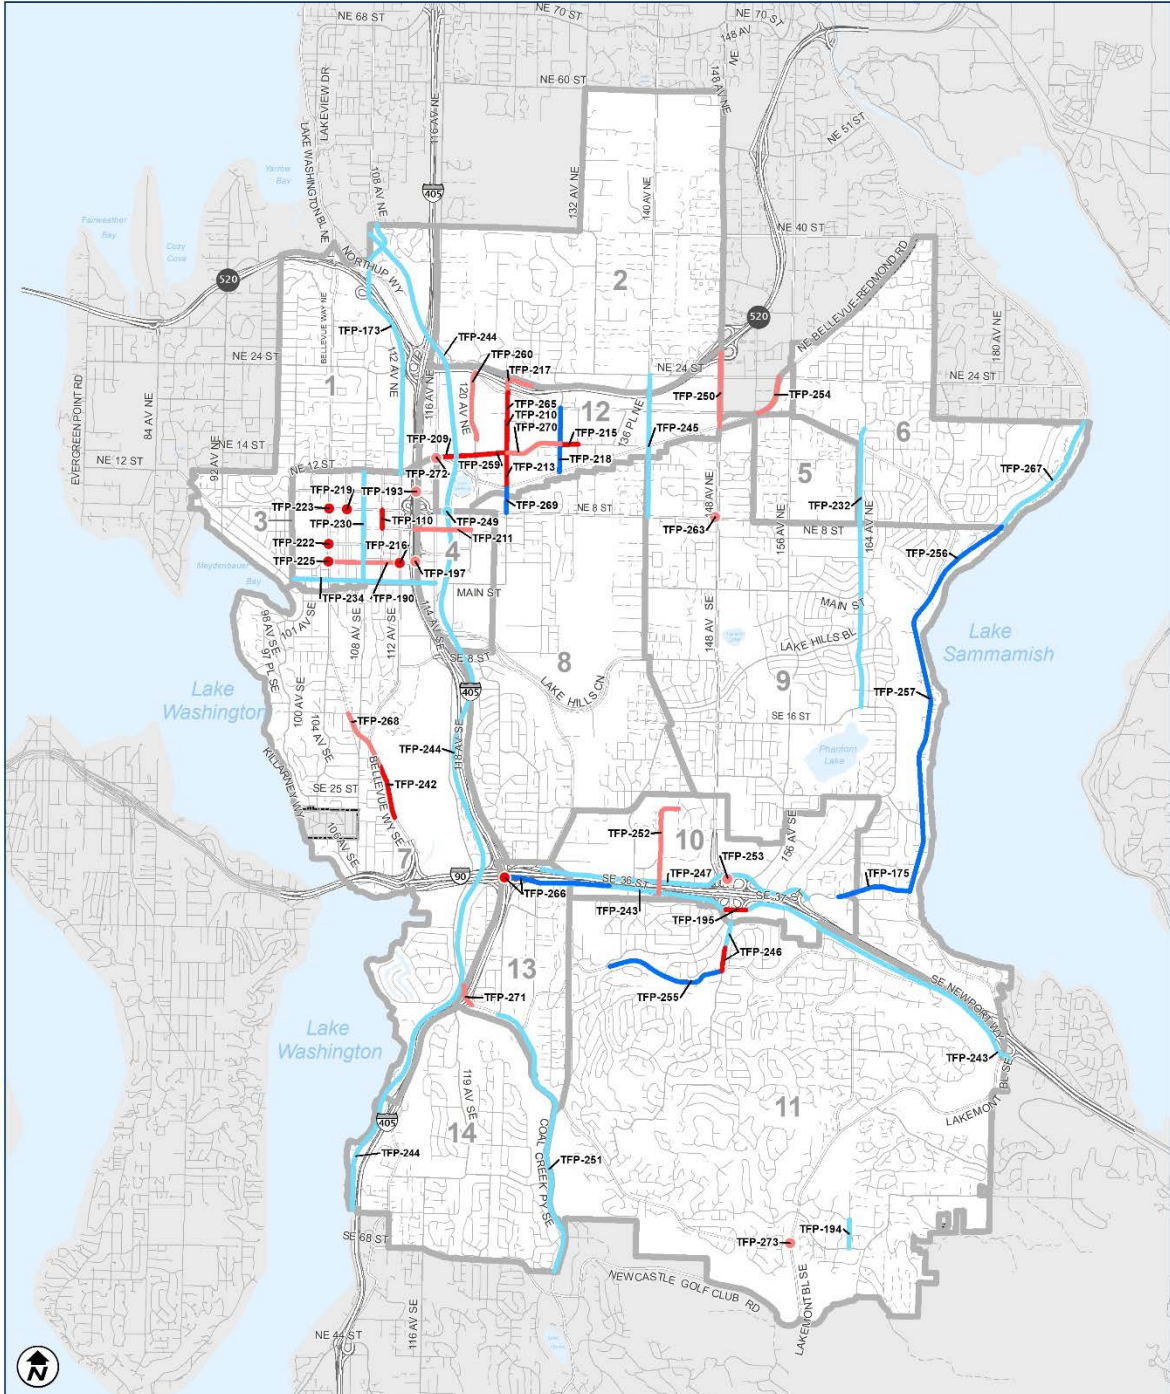 NE 68 ST
NE 70 ST
NE 70 ST
148 AV
148 AV NE
NE
LAKEVIEW DR
LAKE WASHINGTON BL NE
116 AV NE
NE 60 ST
NE 51 ST
108 AV NE
Yarrow
Bay
405
132 AV NE
140 AV NE
Fairweather
Bay
Cozy
Cove
NE 40 ST
NORTHUP WY
520
2
NE BELLEVUE-REDMOND RD
520
180 AV NE
BELLEVUE WAY NE
TFP-173
TFP-244
TFP-260
TFP-217
NE 24 ST
NE 24 ST
NE 24 ST
EVERGREEN POINT RD
1
112 AV NE
116 AV NE
120 AV NE
TFP-265
TFP-210
TFP-270
12
136 PL NE
TFP-250
TFP-254
84 AV NE
92 AV NE
TFP-209
TFP-215
TFP-245
6
NE 14 ST
NE 12 ST
NE 12 ST
TFP-259
TFP-218
TFP-272
TFP-213
5
TFP-267
TFP-219
TFP-193
148 AV NE
TFP-232
TFP-223
TFP-269
NE 8 ST
3
TFP-230
TFP-110
TFP-249
TFP-263
156 AV NE
NE 8 ST
164 AV NE
TFP-222
TFP-216
4
TFP-211
TFP-256
TFP-225
TFP-197
Meydenbauer
Bay
TFP-234
TFP-190
MAIN ST
MAIN ST
101 AV SE
98 AV SE
97 PL SE
108 AV SE
112 AV SE
114 AV SE
148 AV SE
LAKE HILLS BL
Lake
Sammamish
SE 8 ST
8
LAKE HILLS CN
9
Lake
Washington
405
TFP-257
100 AV SE
104 AV SE
TFP-268
SE 16 ST
TFP-244
118 AV SE
Phantom
Lake
KILLARNEY WY
BELLEVUE WY SE
TFP-242
SE 25 ST
106 AV SE
TFP-252
10
156 AV SE
7
TFP-253
90
SE 36 ST
TFP-247
TFP-175
TFP-266
TFP-243
SE 37 ST
TFP-195
TFP-246
13
TFP-255
TFP-271
SE NEWPORT WY
Lake
Washington
TFP-243
119 AV SE
LAKEMONT BL SE
11
405
14
COAL CREEK PY SE
TFP-244
TFP-251
TFP-194
SE 68 ST
TFP-273
NEWCASTLE GOLF CLUB RD
LAKEMONT BL SE
NE 44 ST
116 AV SE
N